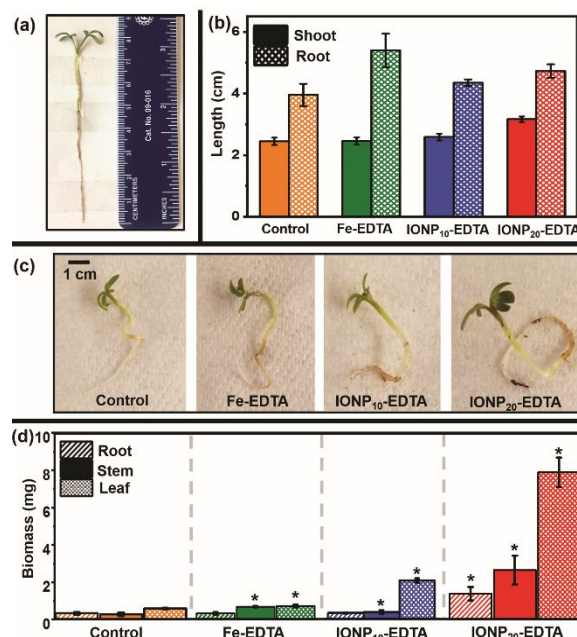 (a)
Cat. No. 09-016
CENTIMETERS
INCHES
(b)
Shoot
Root
Length (cm)
6
4
2
0
Control
Fe-EDTA
IONP₁₀-EDTA
IONP₂₀-EDTA
(c)
1 cm
Control
Fe-EDTA
IONP₁₀-EDTA
IONP₂₀-EDTA
(d)
Root
Stem
Leaf
Biomass (mg)
10
8
6
4
2
0
* * * * * * *
Control
Fe-EDTA
IONP₁₀-EDTA
IONP₂₀-EDTA